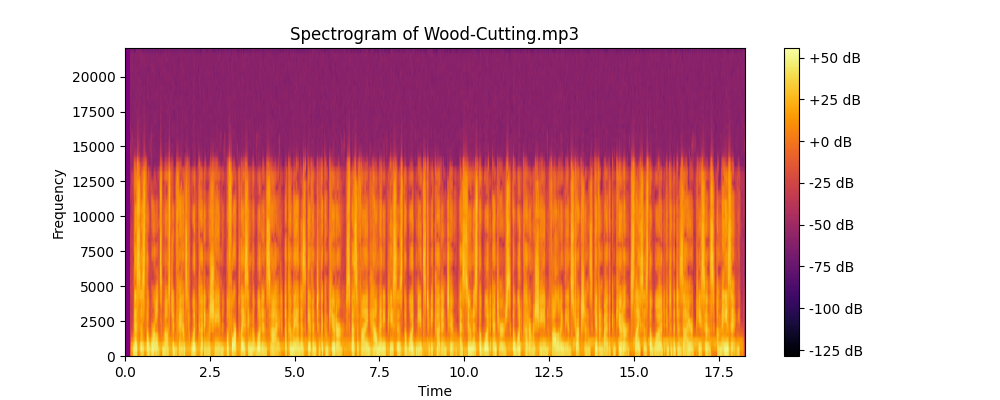 Spectrogram of Wood-Cutting.mp3
Frequency
20000
17500
15000
12500
10000
7500
5000
2500
0
0.0 2.5 5.0 7.5 10.0 12.5 15.0 17.5
Time
+50 dB
+25 dB
+0 dB
-25 dB
-50 dB
-75 dB
-100 dB
-125 dB